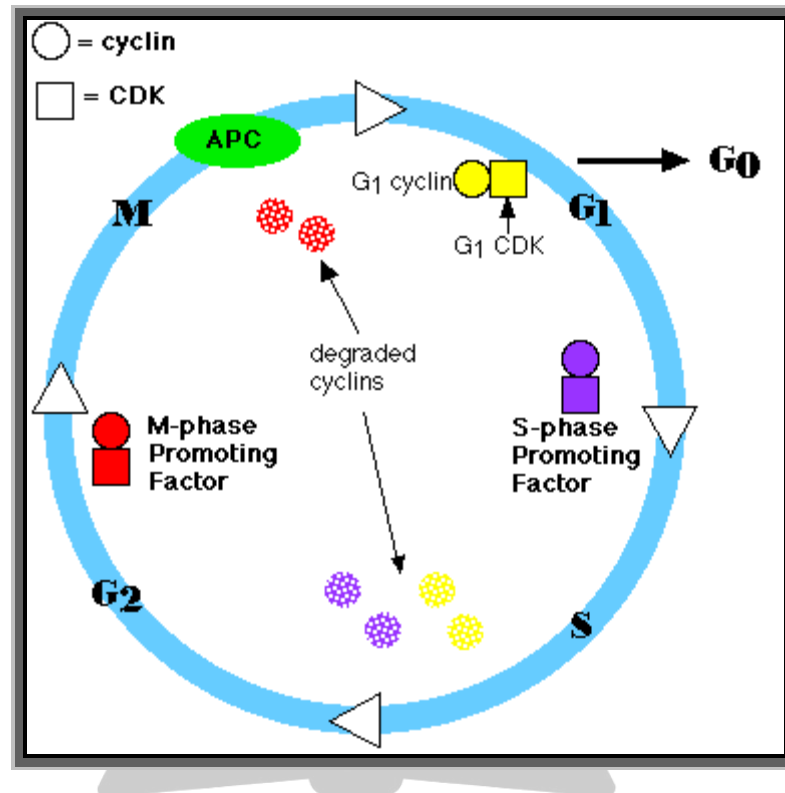 = cyclin
= CDK
APC
G1 cyclin
G1 CDK
G0
G1
M
degraded
cyclins
M-phase
Promoting
Factor
S-phase
Promoting
Factor
G2
S